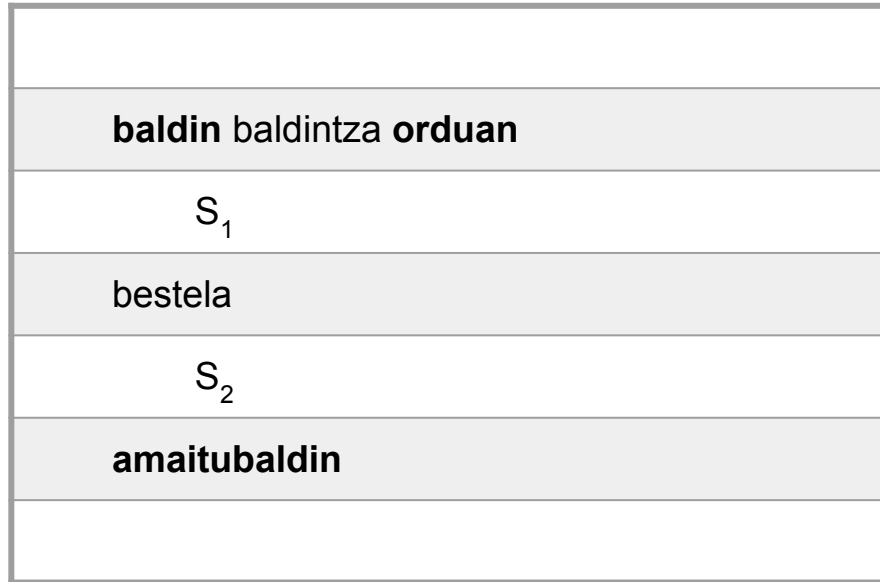 baldin baldintza orduan
S₁
bestela
S₂
amaitubaldin